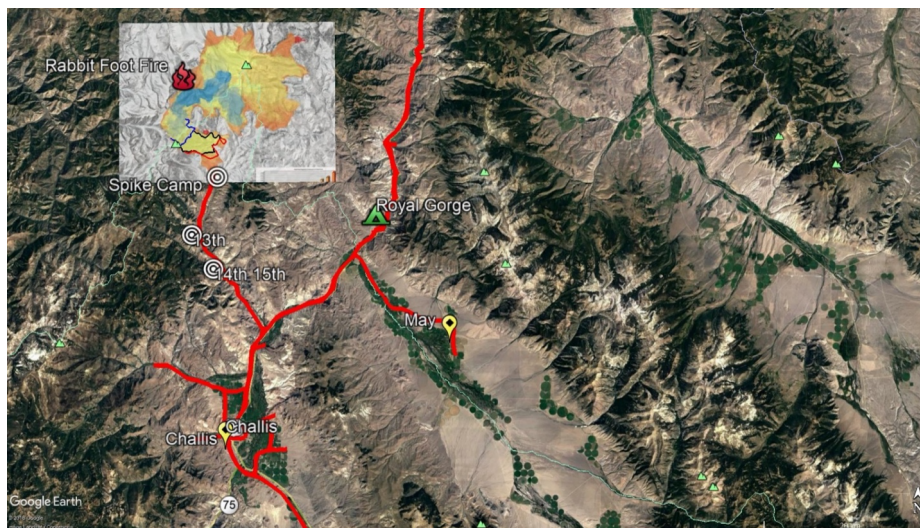 Rabbit Foot Fire
Spike Camp
Royal Gorge
13th
14th 15th
May
Challis
Challis
75
Google Earth